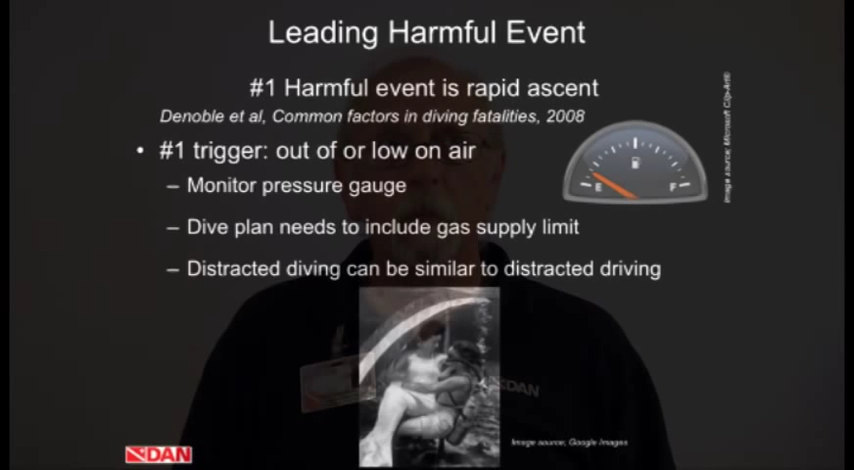 Leading Harmful Event
#1 Harmful event is rapid ascent
Denoble et al, Common factors in diving fatalities, 2008
• #1 trigger: out of or low on air
– Monitor pressure gauge
– Dive plan needs to include gas supply limit
– Distracted diving can be similar to distracted driving
E F
Image source: Microsoft Clip-Art©
DAN
Image source, Google Images
DAN